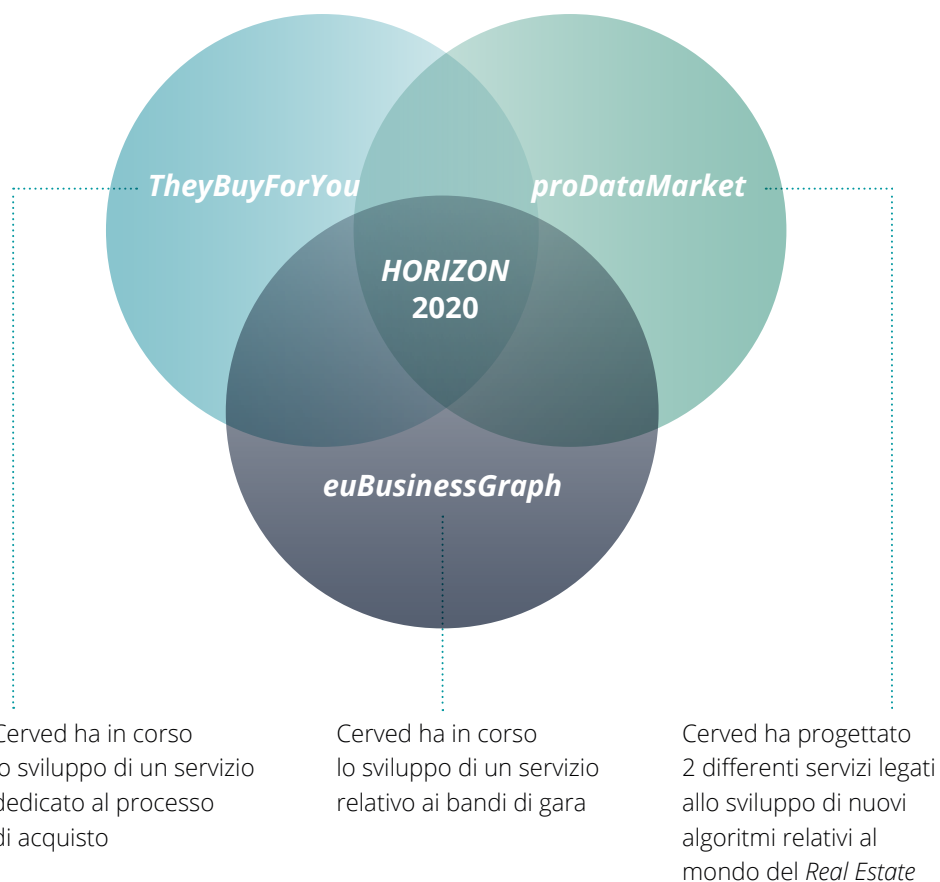 TheyBuyForYou
proDataMarket
HORIZON
2020
euBusinessGraph
Cerved ha in corso
lo sviluppo di un servizio
dedicato al processo
di acquisto
Cerved ha in corso
lo sviluppo di un servizio
relativo ai bandi di gara
Cerved ha progettato
2 differenti servizi legati
allo sviluppo di nuovi
algoritmi relativi al
mondo del Real Estate